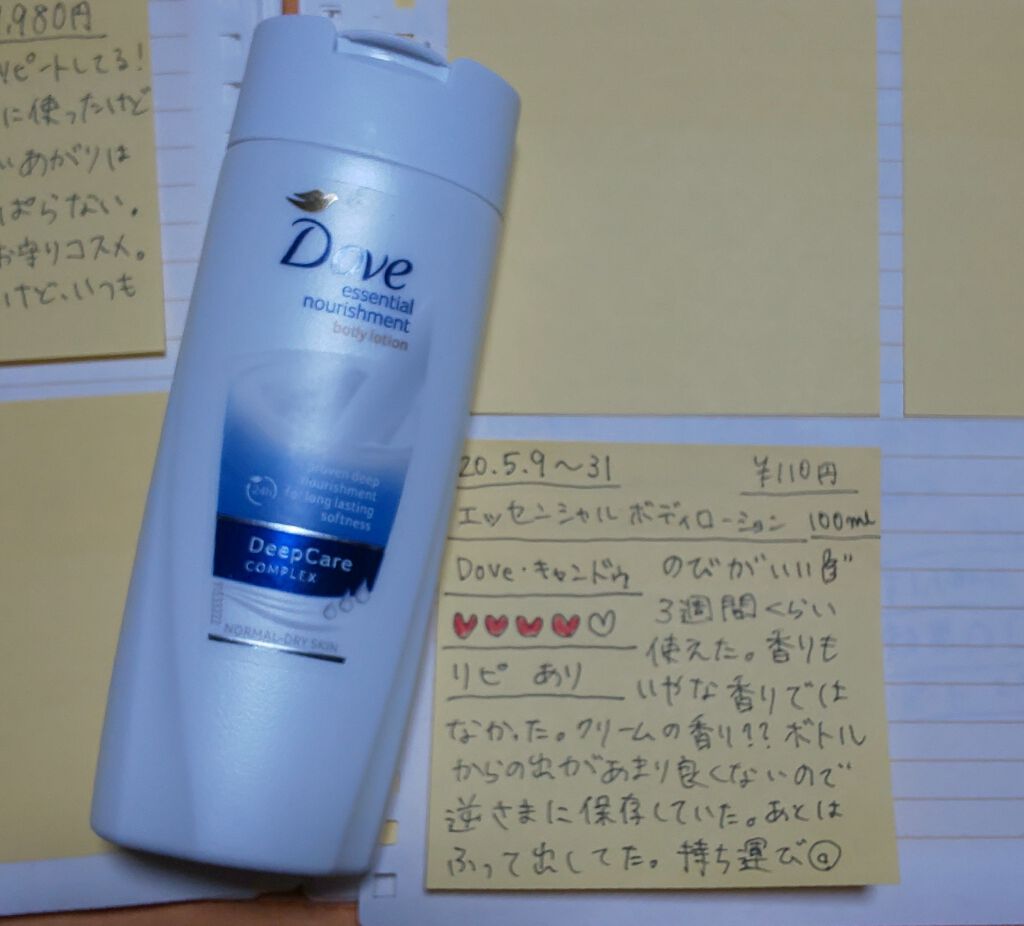 ,980円
リピートしてる!
に使ったけど
いあがりは
ぱらない。
お守りコスメ。
けど、いつも
Dove
essential
nourishment
body lotion
24h
proven deep
nourishment
for long lasting
softness
DeepCare
COMPLEX
NORMAL-DRY SKIN
20.5.9～31 ¥110円
エッセンシャル ボディローション 100ml
Dove・キャンドゥ のびがいい
3週間くらい
使えた。香りも
リピ あり いやな香りでは
なかった。クリームの香り?? ボトル
からの出があまり良くないので
逆さまに保存していた。あとは
ふって出してた。持ち運び◎